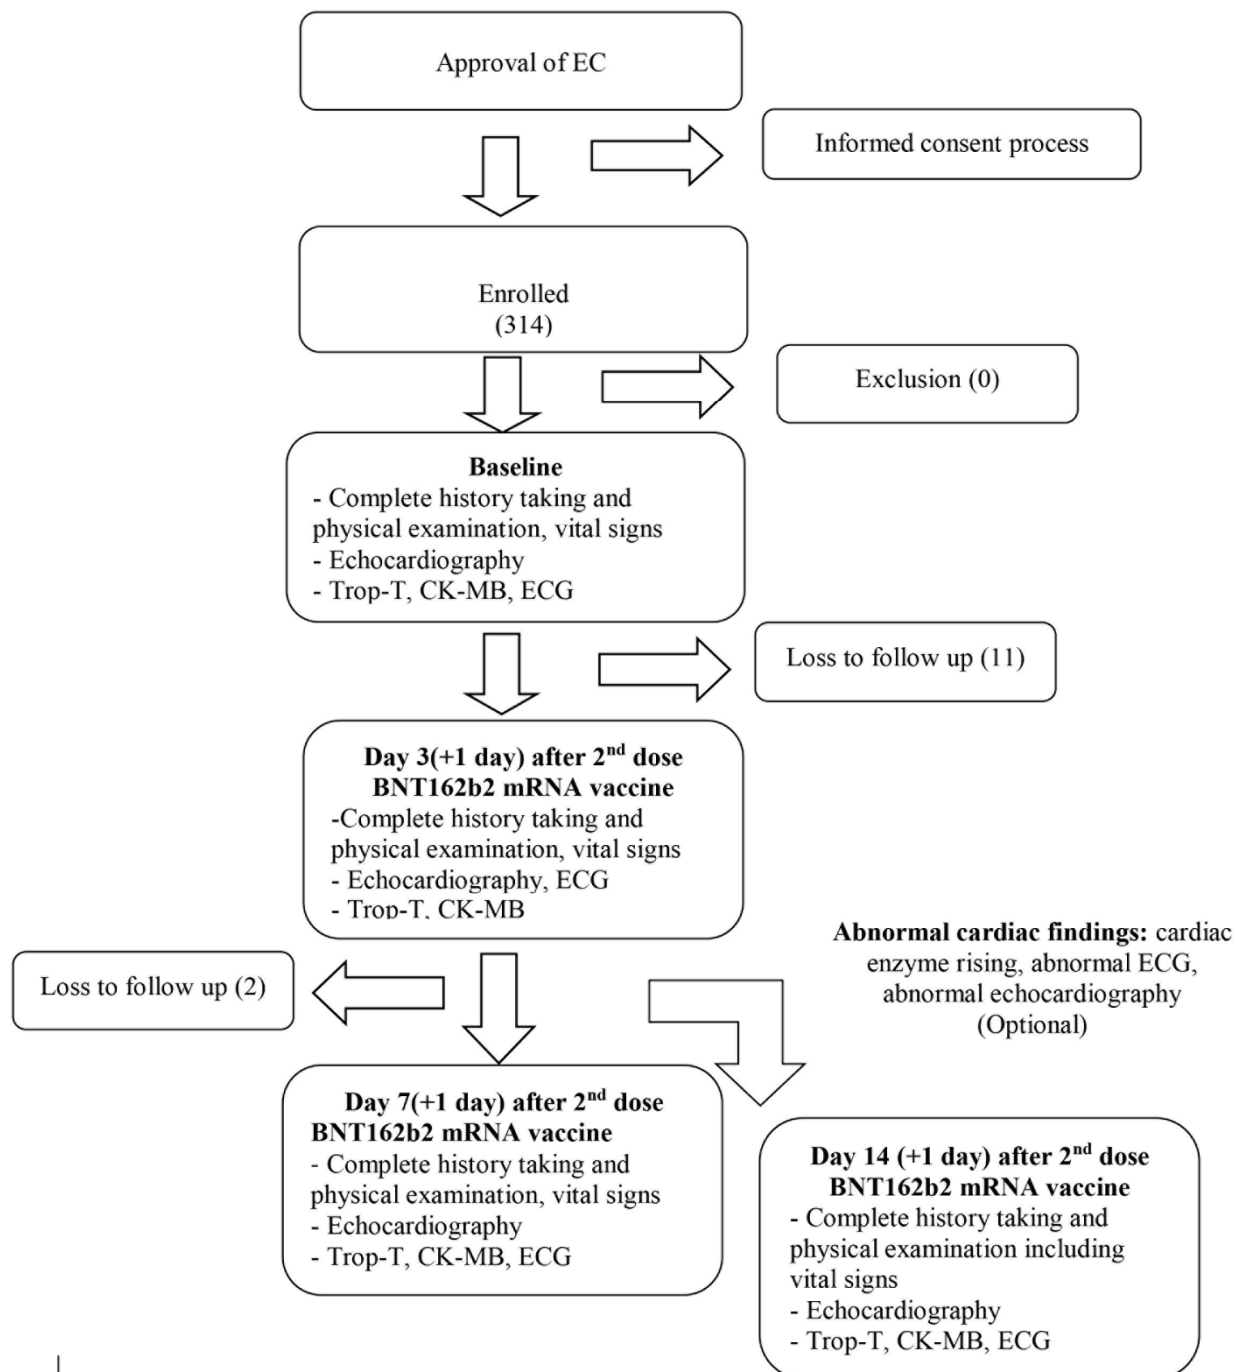 Approval of EC
Informed consent process
Enrolled
(314)
Exclusion (0)
Baseline
- Complete history taking and
physical examination, vital signs
- Echocardiography
- Trop-T, CK-MB, ECG
Loss to follow up (11)
Day 3(+1 day) after 2nd dose
BNT162b2 mRNA vaccine
-Complete history taking and
physical examination, vital signs
- Echocardiography, ECG
- Trop-T, CK-MB
Abnormal cardiac findings: cardiac
enzyme rising, abnormal ECG,
abnormal echocardiography
(Optional)
Loss to follow up (2)
Day 7(+1 day) after 2nd dose
BNT162b2 mRNA vaccine
- Complete history taking and
physical examination, vital signs
- Echocardiography
- Trop-T, CK-MB, ECG
Day 14 (+1 day) after 2nd dose
BNT162b2 mRNA vaccine
- Complete history taking and
physical examination including
vital signs
- Echocardiography
- Trop-T, CK-MB, ECG